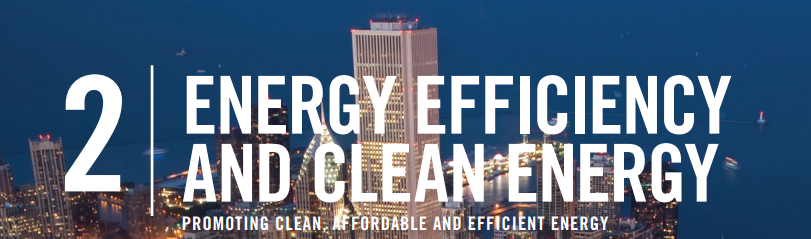 2
ENERGY EFFICIENCY
AND CLEAN ENERGY
PROMOTING CLEAN, AFFORDABLE AND EFFICIENT ENERGY